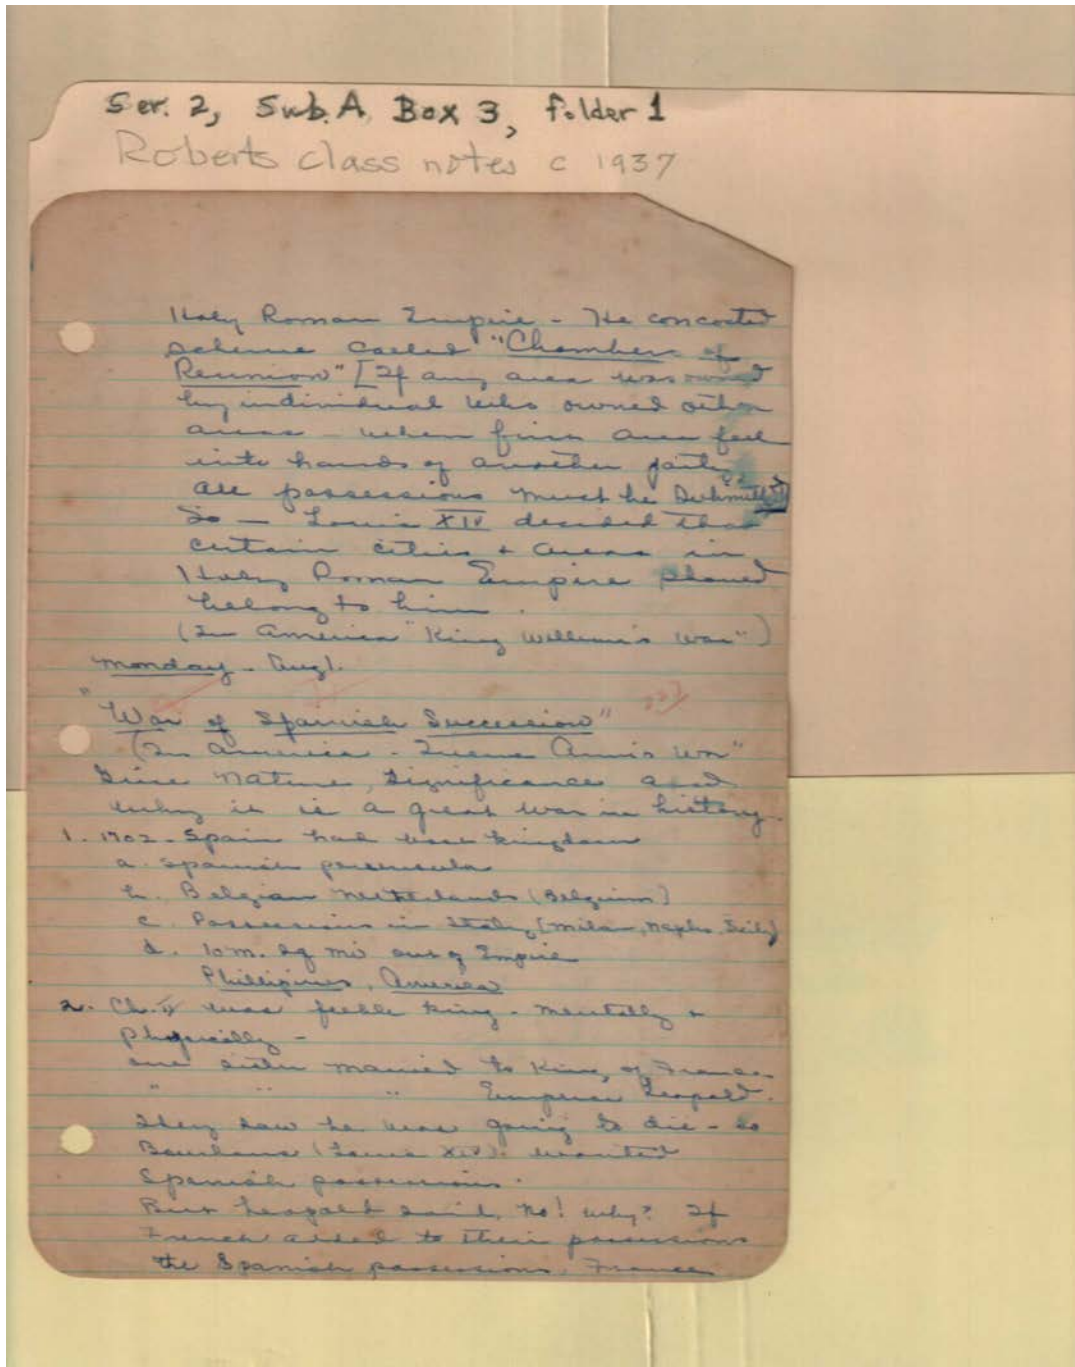 Ser. 2, Sub. A, Box 3, folder 1
Roberts class notes c 1937
Holy Roman Empire - He concocted
scheme called "Chamber of
Reunion" [If any area was owned
by individual who owned other
areas - when first area fell
into hands of another party,
all possessions must be submitted]
So - Louis XIV decided that
certain cities + areas in
Holy Roman Empire should
belong to him.
(In America "King William's War")
Monday - Aug 1.
"War of Spanish Succession"
(In America - Queen Ann's War"
Give Nature, Significance and
why it is a great war in history.
1. 1702 - Spain had vast kingdom
a. Spanish peninsula
b. Belgian Netherlands (Belgium)
c. Possessions in Italy [Milan, Naples, Sicily]
d. 10 m. sq mi out of Empire
Phillipines, America
2. Ch. II was feeble king - mentally +
physically -
one sister married to King of France
" " " Emperor Leopold.
They saw he was going to die - so
Bourbons (Louis XIV) wanted
Spanish possessions.
But Leopold said, No! Why? If
French added to their possessions
the Spanish possessions, France